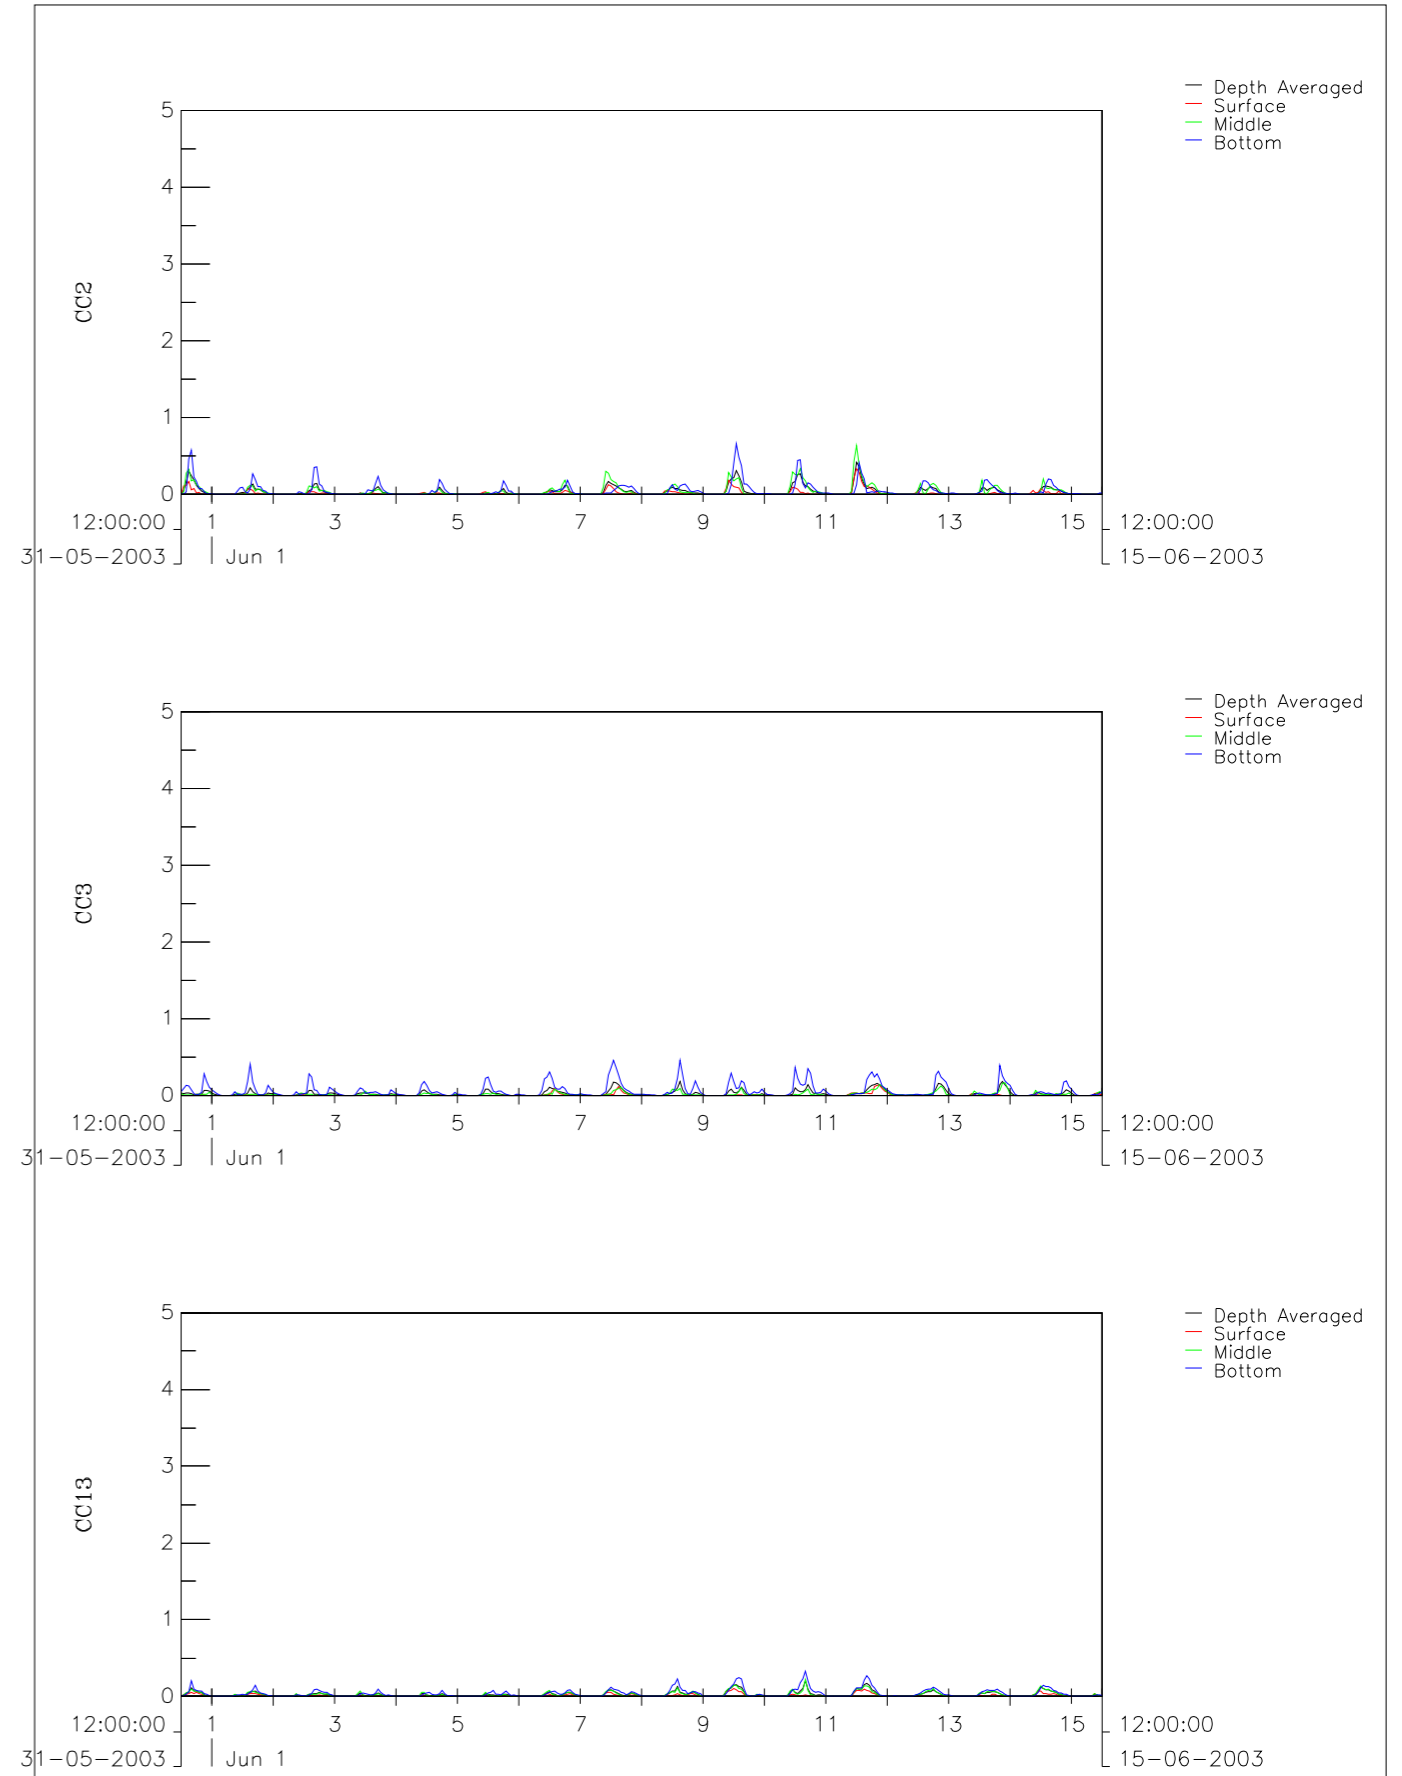 Depth Averaged
Surface
Middle
Bottom
5
4
3
2
1
0
CC2
12:00:00 1 3 5 7 9 11 13 15 12:00:00
31-05-2003 Jun 1 15-06-2003
Depth Averaged
Surface
Middle
Bottom
5
4
3
2
1
0
CC3
12:00:00 1 3 5 7 9 11 13 15 12:00:00
31-05-2003 Jun 1 15-06-2003
Depth Averaged
Surface
Middle
Bottom
5
4
3
2
1
0
CC13
12:00:00 1 3 5 7 9 11 13 15 12:00:00
31-05-2003 Jun 1 15-06-2003